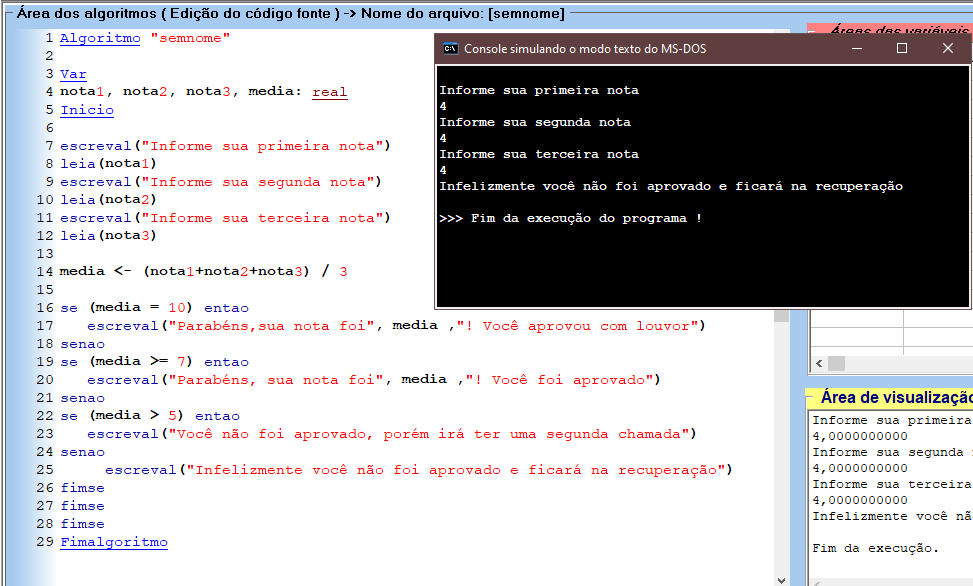 Área dos algoritmos ( Edição do código fonte ) -> Nome do arquivo: [semnome]
1 Algoritmo "semnome"
2
3 Var
4 nota1, nota2, nota3, media: real
5 Inicio
6
7 escreval("Informe sua primeira nota")
8 leia(nota1)
9 escreval("Informe sua segunda nota")
10 leia(nota2)
11 escreval("Informe sua terceira nota")
12 leia(nota3)
13
14 media <- (nota1+nota2+nota3) / 3
15
16 se (media = 10) entao
17 escreval("Parabéns,sua nota foi", media ,"! Você aprovou com louvor")
18 senao
19 se (media >= 7) entao
20 escreval("Parabéns, sua nota foi", media ,"! Você foi aprovado")
21 senao
22 se (media > 5) entao
23 escreval("Você não foi aprovado, porém irá ter uma segunda chamada")
24 senao
25 escreval("Infelizmente você não foi aprovado e ficará na recuperação")
26 fimse
27 fimse
28 fimse
29 Fimalgoritmo
Áreas das variáveis
Console simulando o modo texto do MS-DOS
Informe sua primeira nota
4
Informe sua segunda nota
4
Informe sua terceira nota
4
Infelizmente você não foi aprovado e ficará na recuperação
>>> Fim da execução do programa !
Área de visualização
Informe sua primeira
4,0000000000
Informe sua segunda
4,0000000000
Informe sua terceira
4,0000000000
Infelizmente você nã
Fim da execução.